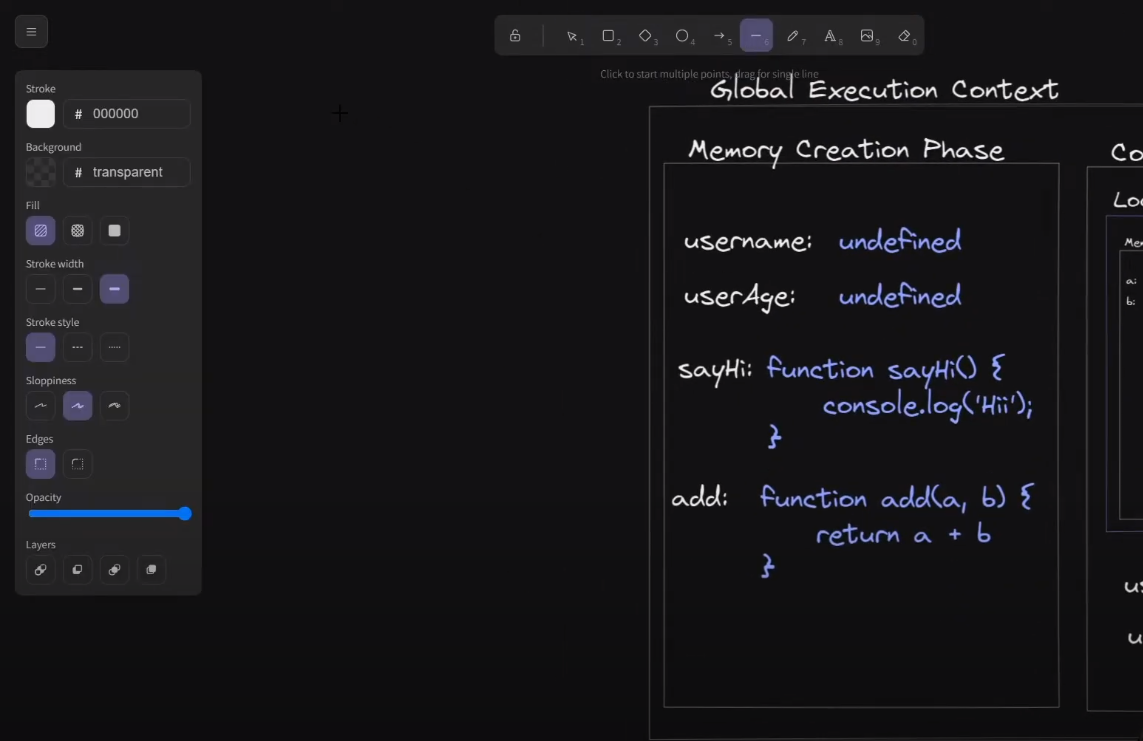 1
2
3
4
5
6
7
8
9
0
Click to start multiple points, drag for single line
Stroke
# 000000
Background
# transparent
Fill
Stroke width
Stroke style
Sloppiness
Edges
Opacity
Layers
Global Execution Context
Memory Creation Phase
username: undefined
userAge: undefined
sayHi: function sayHi() {
console.log('Hii');
}
add: function add(a, b) {
return a + b
}
Co
a:
b: